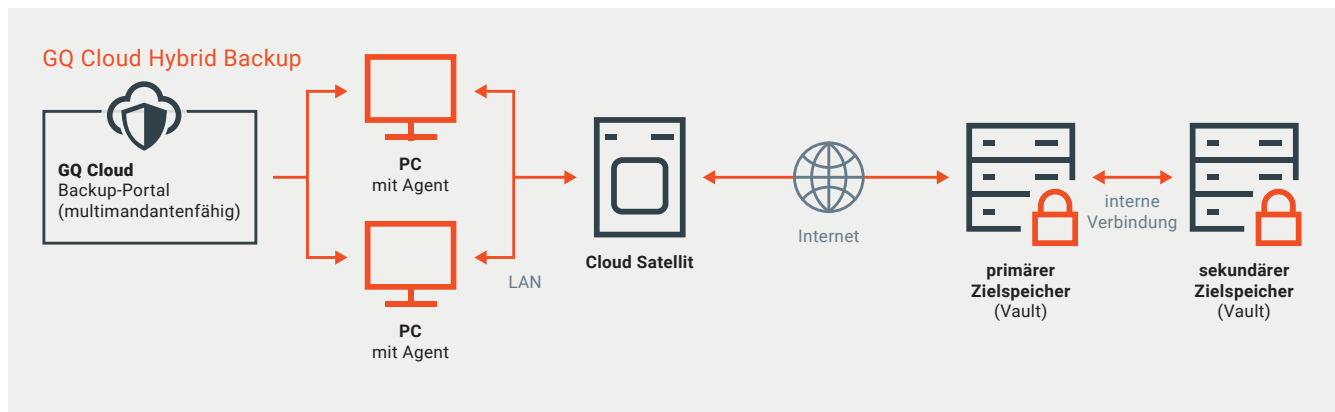 GQ Cloud Hybrid Backup
GQ Cloud
Backup-Portal
(multimandantenfähig)
PC
mit Agent
PC
mit Agent
LAN
Cloud Satellit
Internet
primärer
Zielspeicher
(Vault)
interne
Verbindung
sekundärer
Zielspeicher
(Vault)